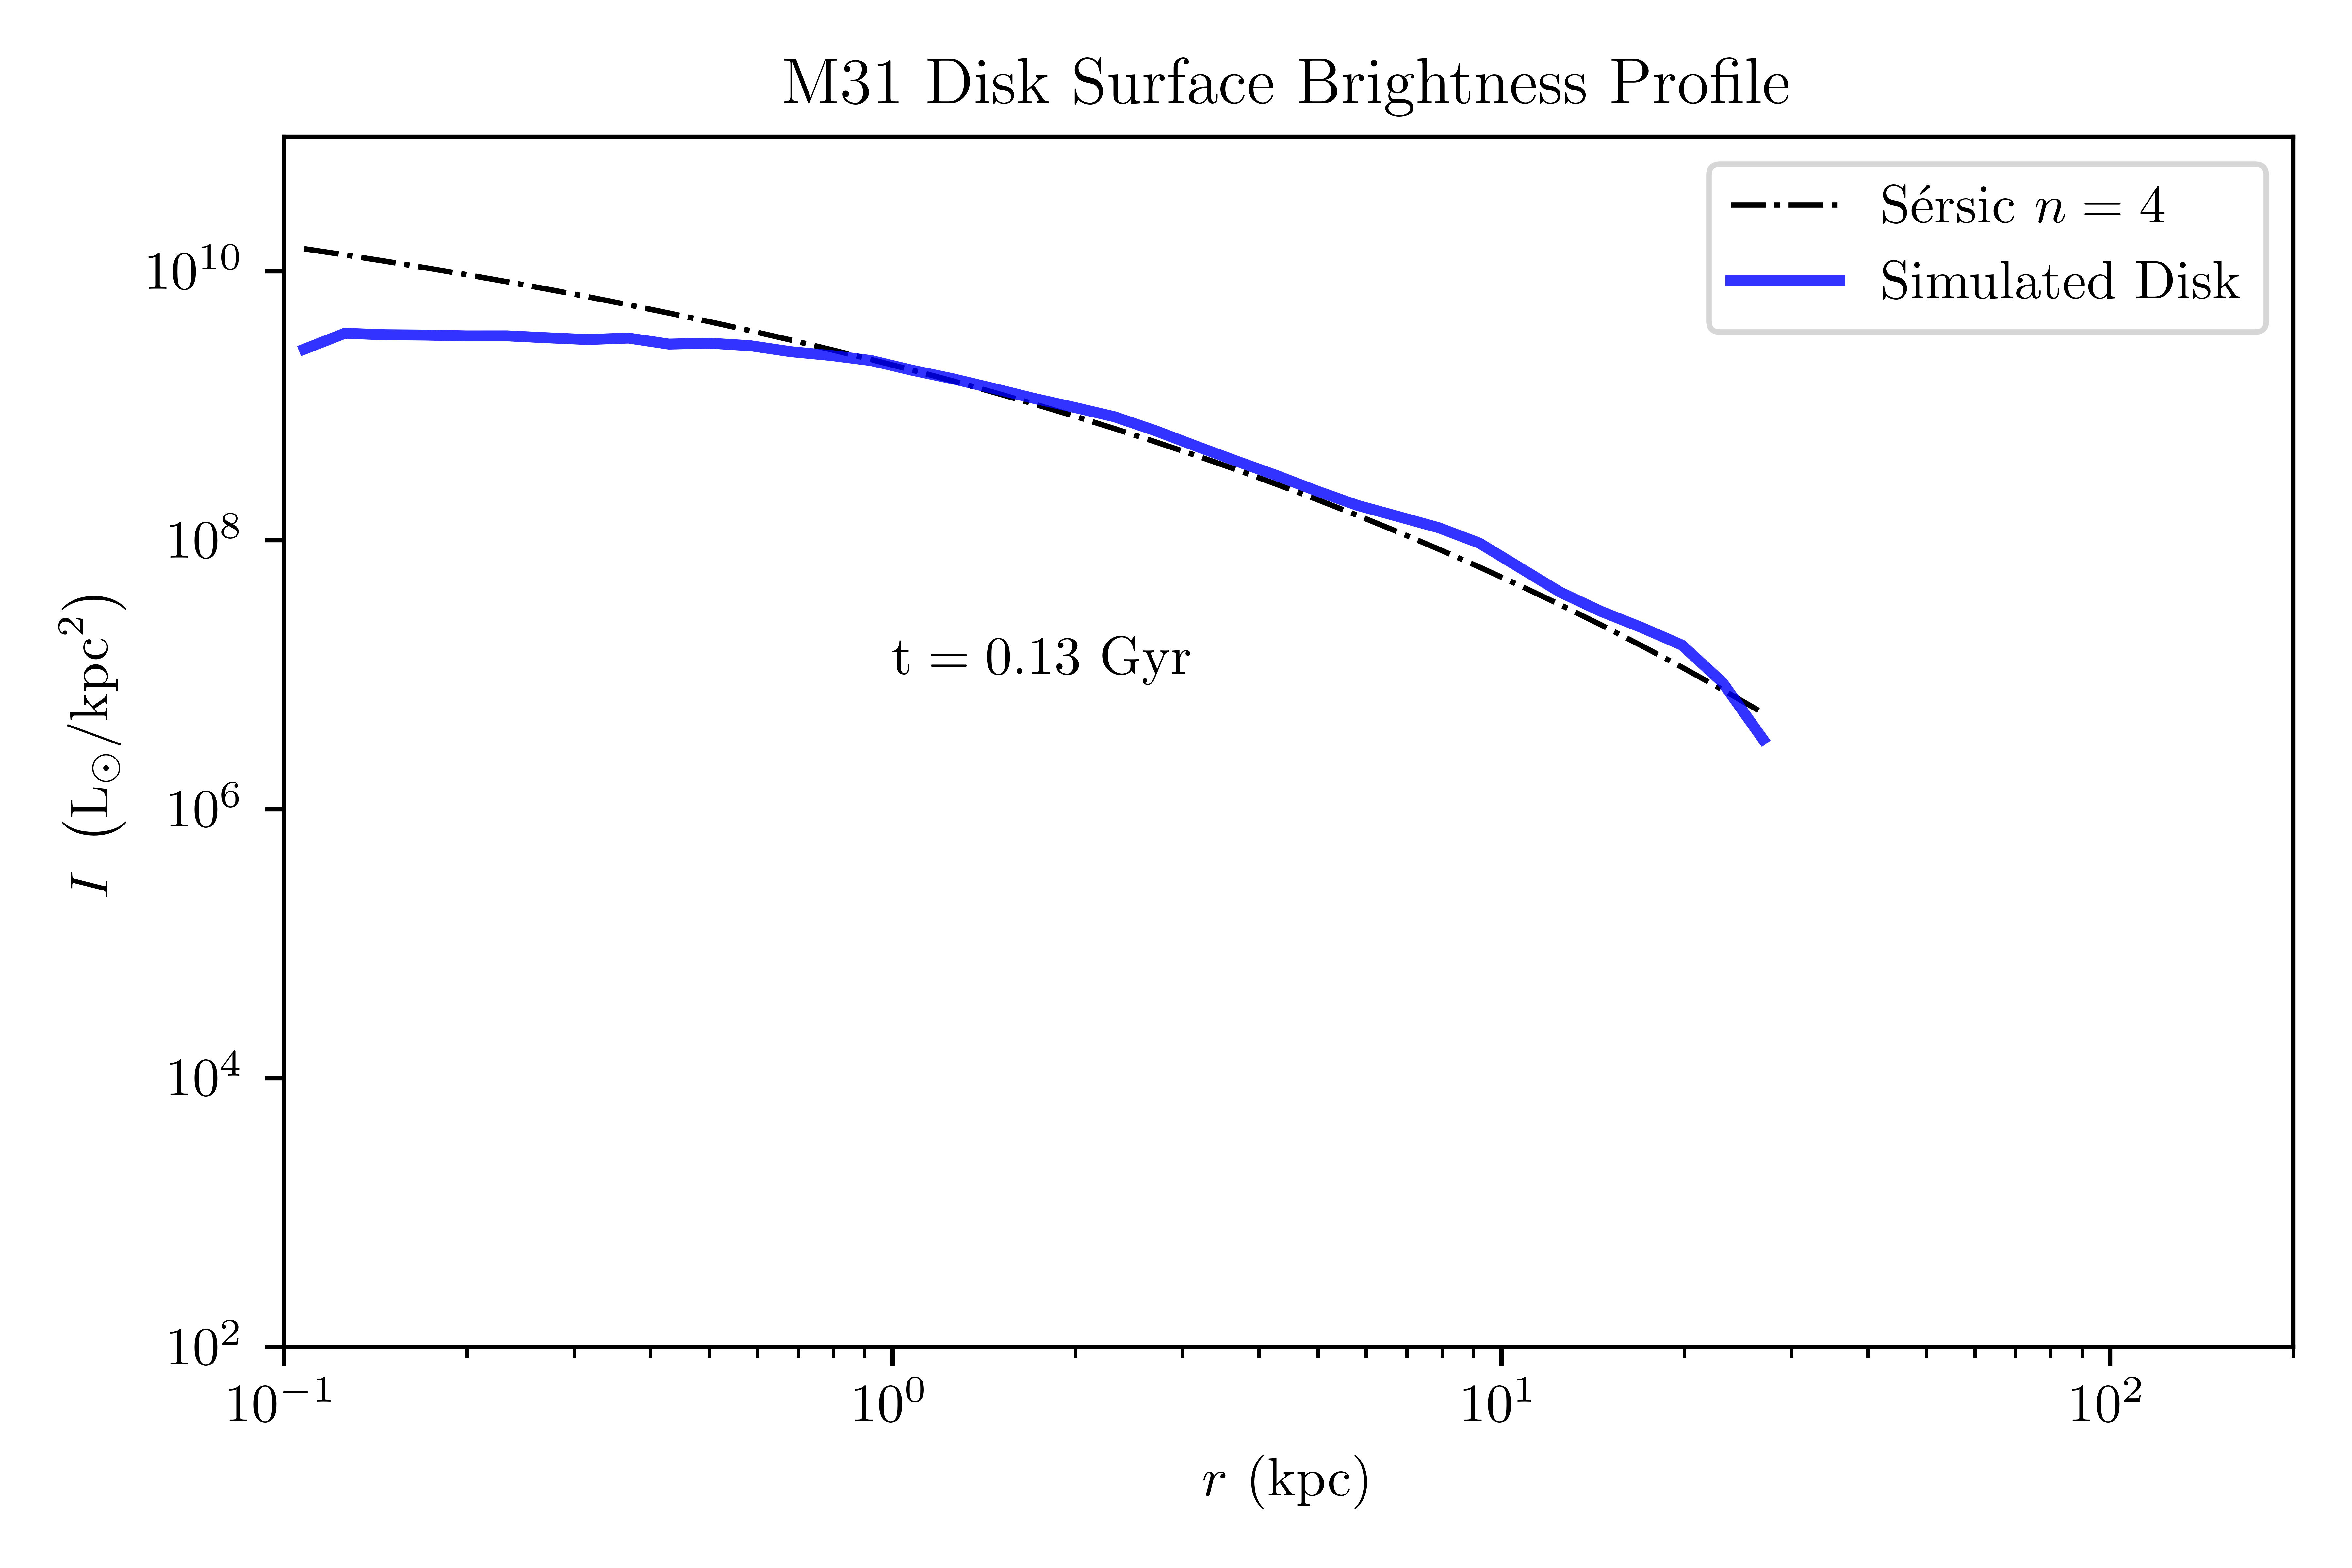 M31 Disk Surface Brightness Profile
Sérsic n = 4
Simulated Disk
t = 0.13 Gyr
I (L⊙/kpc²)
10¹⁰
10⁸
10⁶
10⁴
10²
10⁻¹ 10⁰ 10¹ 10²
r (kpc)